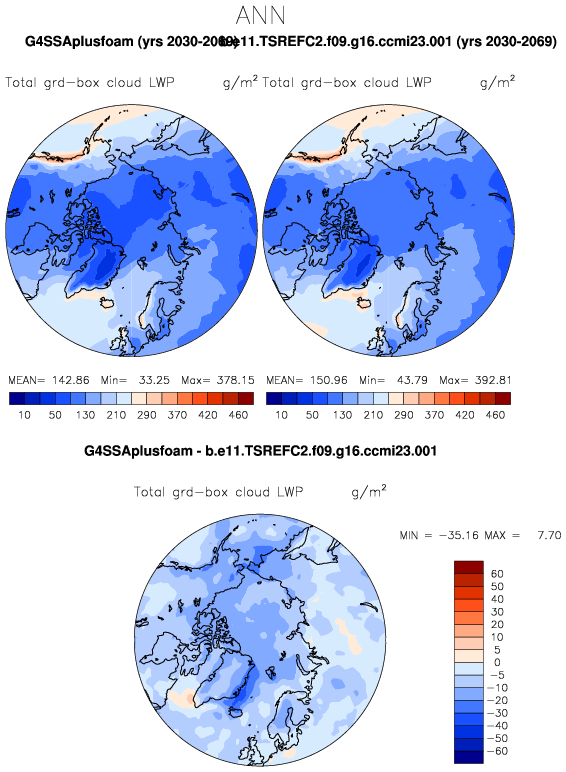 ANN
G4SSAplusfoam (yrs 2030-2069) b.e11.TSREFC2.f09.g16.ccmi23.001 (yrs 2030-2069)
Total grd-box cloud LWP g/m² Total grd-box cloud LWP g/m²
MEAN= 142.86 Min= 33.25 Max= 378.15 MEAN= 150.96 Min= 43.79 Max= 392.81
10 50 130 210 290 370 420 460 10 50 130 210 290 370 420 460
G4SSAplusfoam - b.e11.TSREFC2.f09.g16.ccmi23.001
Total grd-box cloud LWP g/m²
MIN = -35.16 MAX = 7.70
60
50
40
30
20
10
5
0
-5
-10
-20
-30
-40
-50
-60